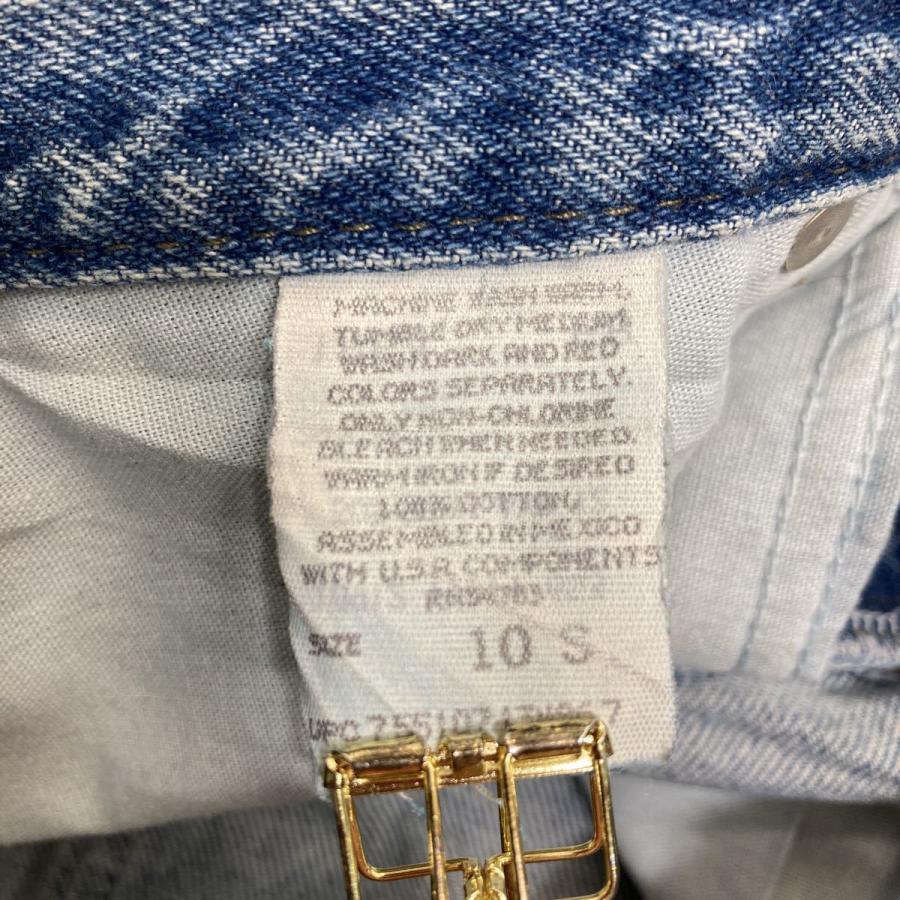 MACHINE WASH WARM.
TUMBLE DRY MEDIUM.
WASH DARK AND RED
COLORS SEPARATELY.
ONLY NON-CHLORINE
BLEACH WHEN NEEDED.
WARM IRON IF DESIRED
100% COTTON,
ASSEMBLED IN MEXICO
WITH U.S.A. COMPONENTS
SIZE 10 S
UPC